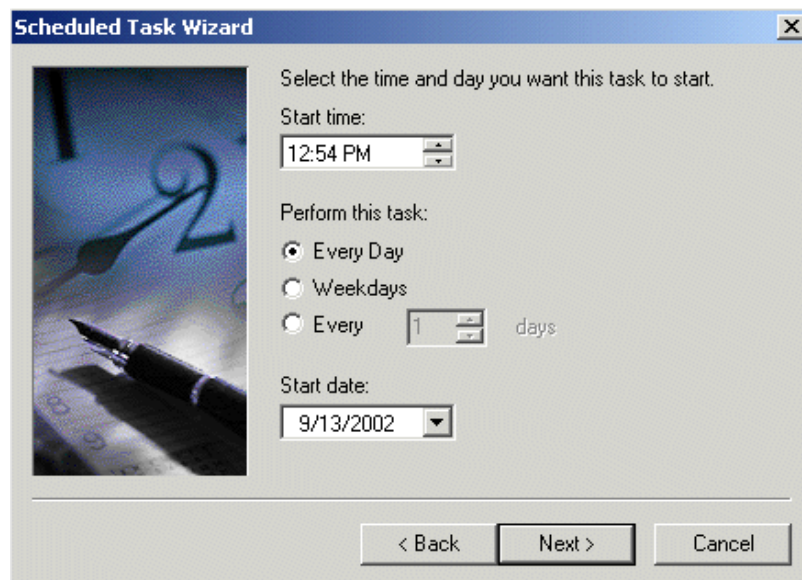 Scheduled Task Wizard
Select the time and day you want this task to start.
Start time:
12:54 PM
Perform this task:
Every Day
Weekdays
Every 1 days
Start date:
9/13/2002
< Back Next > Cancel